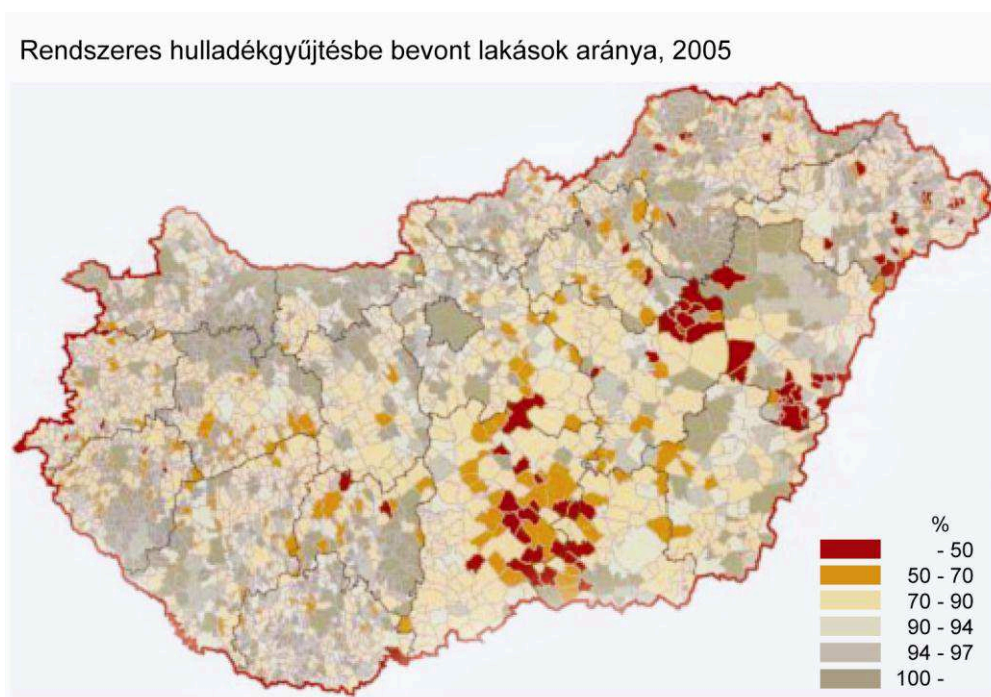 Rendszeres hulladékgyűjtésbe bevont lakások aránya, 2005
%
- 50
50 - 70
70 - 90
90 - 94
94 - 97
100 -